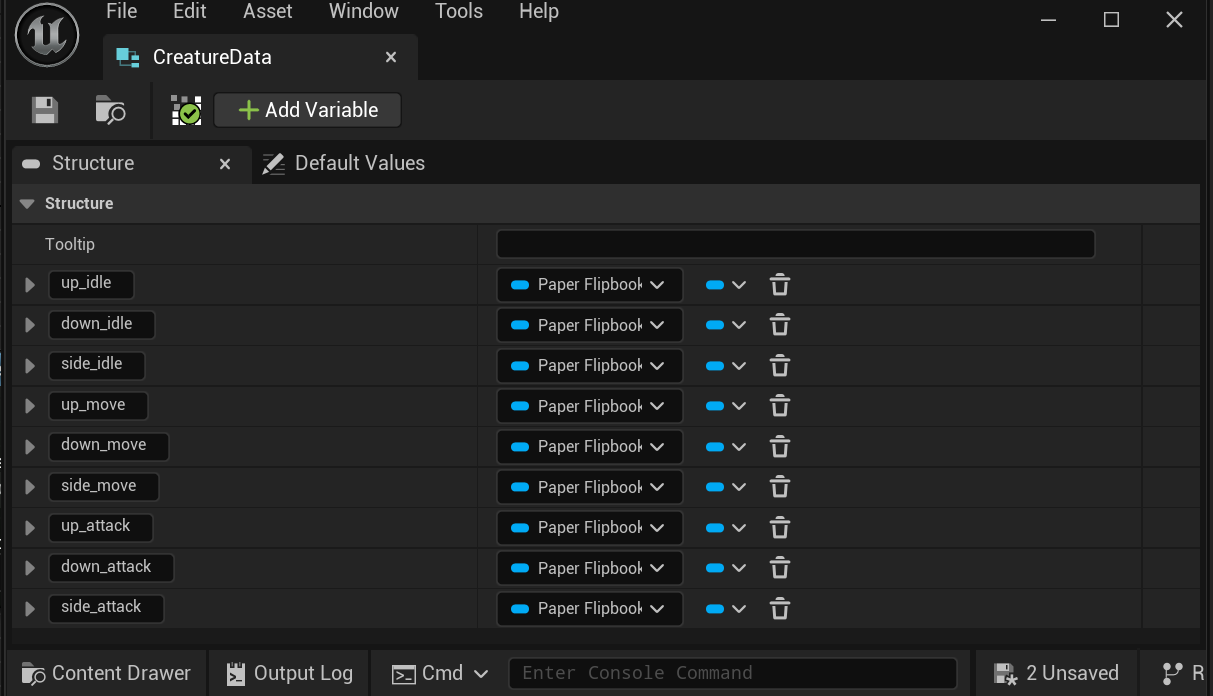 File Edit Asset Window Tools Help
CreatureData
Add Variable
Structure Default Values
Structure
Tooltip
up_idle Paper Flipbook
down_idle Paper Flipbook
side_idle Paper Flipbook
up_move Paper Flipbook
down_move Paper Flipbook
side_move Paper Flipbook
up_attack Paper Flipbook
down_attack Paper Flipbook
side_attack Paper Flipbook
Content Drawer Output Log Cmd Enter Console Command 2 Unsaved R